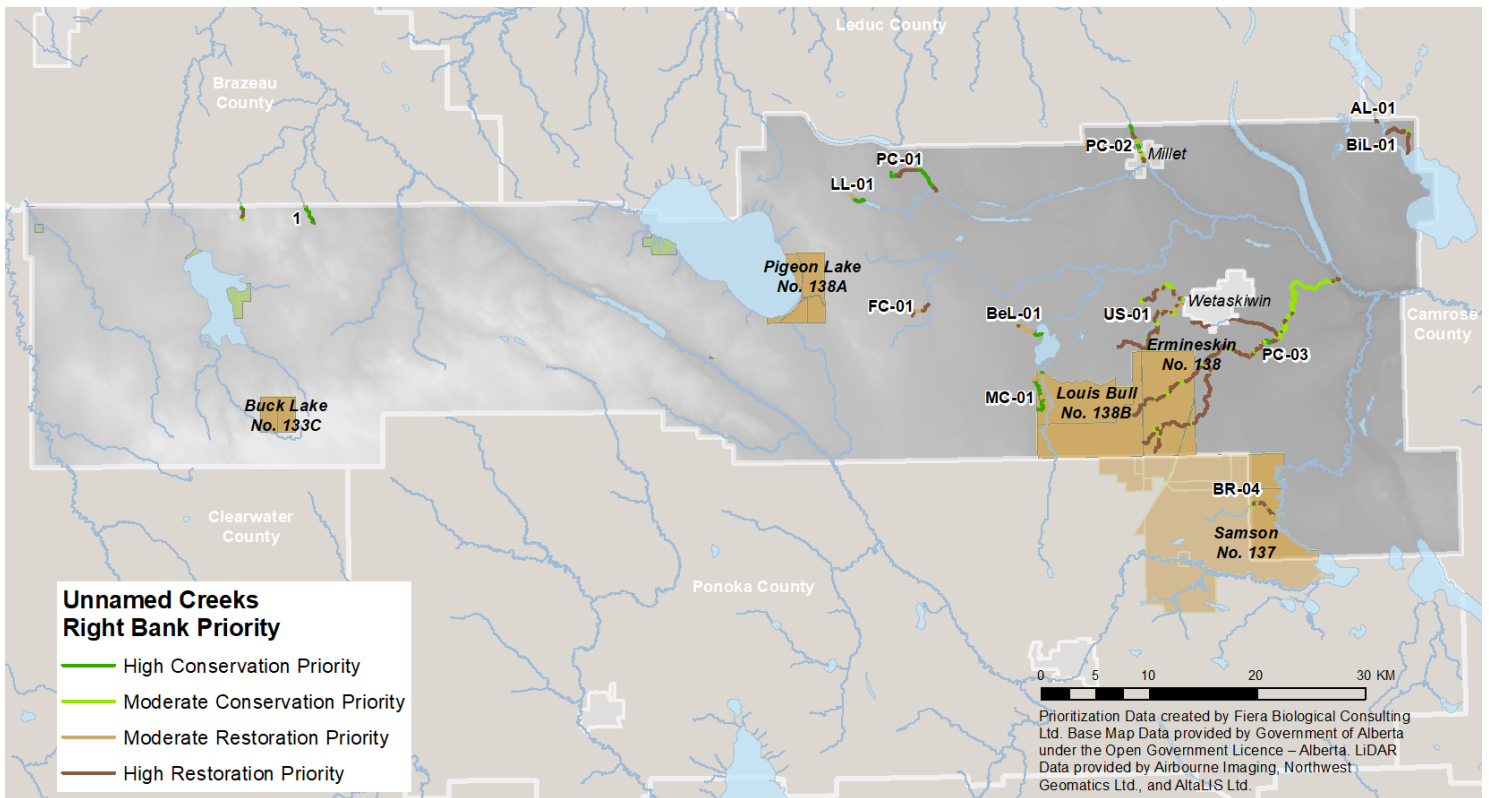 Leduc County
Brazeau
County
AL-01
BiL-01
PC-02
Millet
PC-01
LL-01
1
Pigeon Lake
No. 138A
FC-01
BeL-01
US-01
Wetaskiwin
Camrose
County
Ermineskin
No. 138
PC-03
MC-01
Louis Bull
No. 138B
Buck Lake
No. 133C
BR-04
Samson
No. 137
Clearwater
County
Ponoka County
Unnamed Creeks
Right Bank Priority
High Conservation Priority
Moderate Conservation Priority
Moderate Restoration Priority
High Restoration Priority
0 5 10 20 30 KM
Prioritization Data created by Fiera Biological Consulting
Ltd. Base Map Data provided by Government of Alberta
under the Open Government Licence – Alberta. LiDAR
Data provided by Airbourne Imaging, Northwest
Geomatics Ltd., and AltaLIS Ltd.